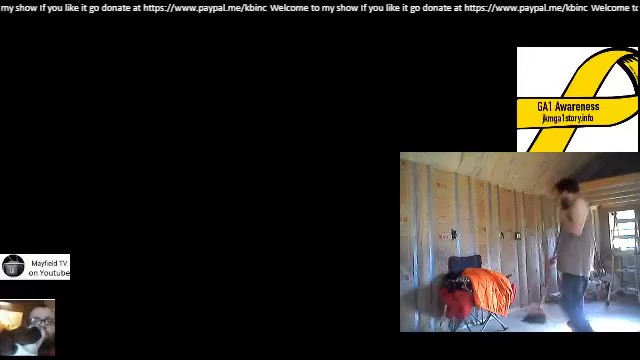 my show If you like it go donate at https://www.paypal.me/kbinc Welcome to my show If you like it go donate at https://www.paypal.me/kbinc Welcome to
GA1 Awareness
jkmga1story.info
Mayfield TV
on Youtube